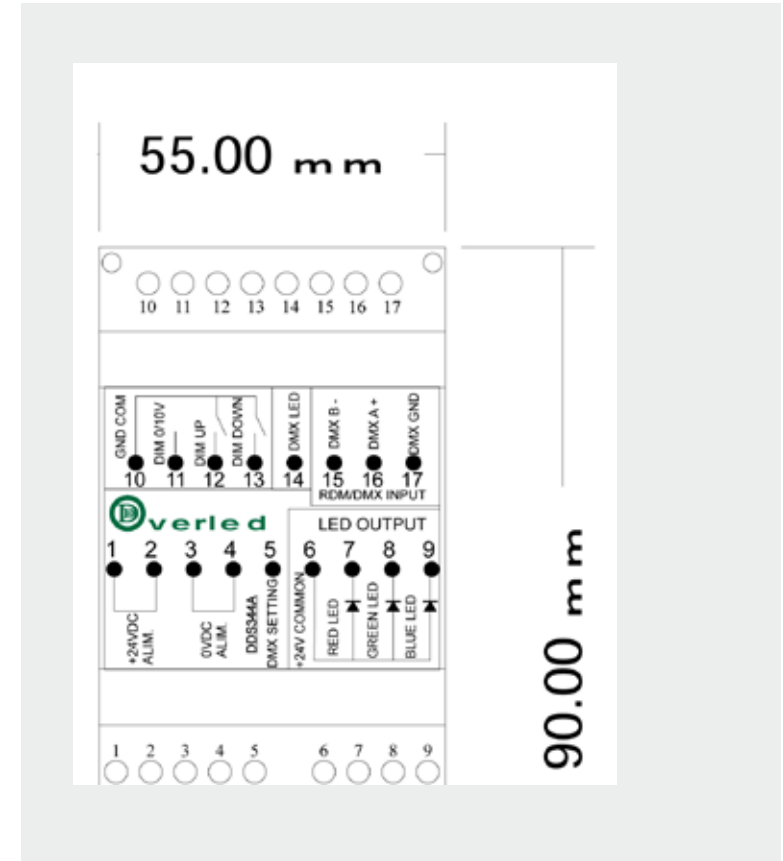 55.00 mm
10 11 12 13 14 15 16 17
GND COM
DIM 0/10V
DIM UP
DIM DOWN
DMX LED
DMX B -
DMX A +
DMX GND
10 11 12 13 14 15 16 17
RDM/DMX INPUT
Dverled
LED OUTPUT
1 2 3 4 5 6 7 8 9
+24VDC
ALIM.
0VDC
ALIM.
DDS344A
DMX SETTING
+24V COMMON
RED LED
GREEN LED
BLUE LED
90.00 mm
1 2 3 4 5 6 7 8 9